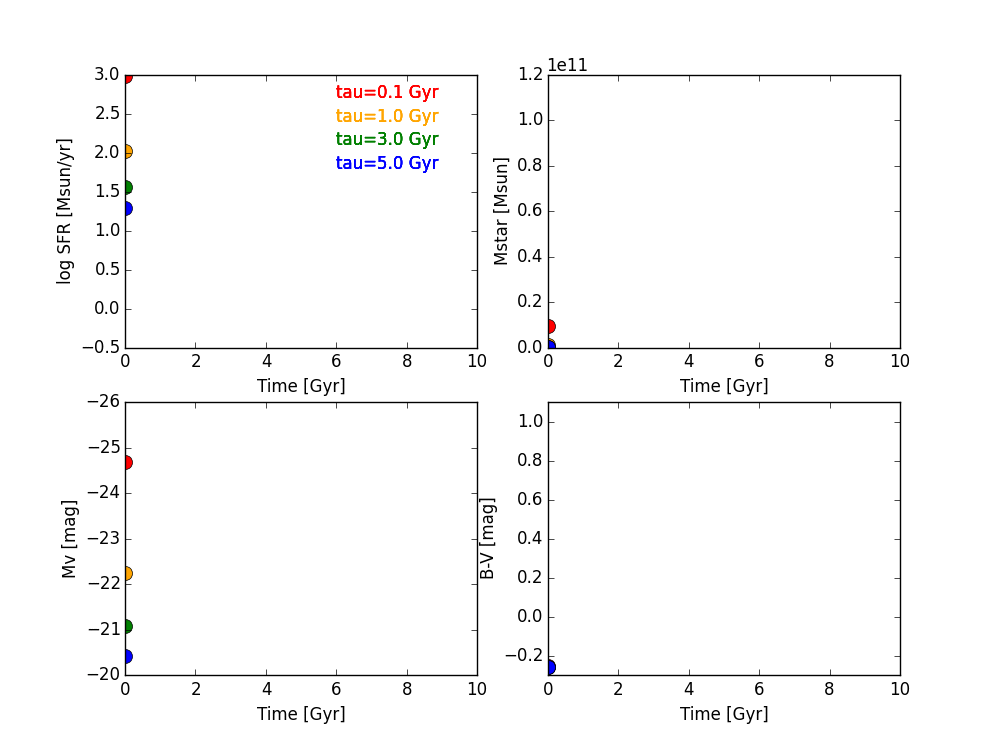 3.0
2.5
2.0
1.5
1.0
0.5
0.0
−0.5
log SFR [Msun/yr]
tau=0.1 Gyr
tau=1.0 Gyr
tau=3.0 Gyr
tau=5.0 Gyr
0 2 4 6 8 10
Time [Gyr]
1e11
1.2
1.0
0.8
0.6
0.4
0.2
0.0
Mstar [Msun]
0 2 4 6 8 10
Time [Gyr]
−26
−25
−24
−23
−22
−21
−20
Mv [mag]
0 2 4 6 8 10
Time [Gyr]
1.0
0.8
0.6
0.4
0.2
0.0
−0.2
B-V [mag]
0 2 4 6 8 10
Time [Gyr]